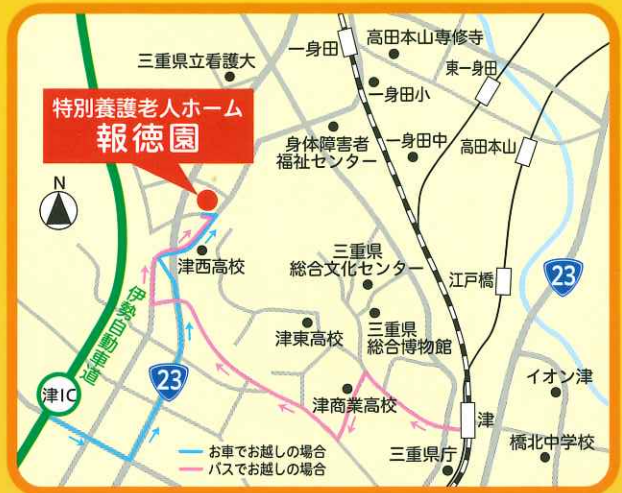 一身田
高田本山専修寺
三重県立看護大
東一身田
一身田小
特別養護老人ホーム
報徳園
身体障害者
福祉センター
一身田中
高田本山
N
津西高校
三重県
総合文化センター
江戸橋
23
伊勢自動車道
津東高校
三重県
総合博物館
23
イオン津
津IC
津商業高校
津
お車でお越しの場合
バスでお越しの場合
三重県庁
橋北中学校